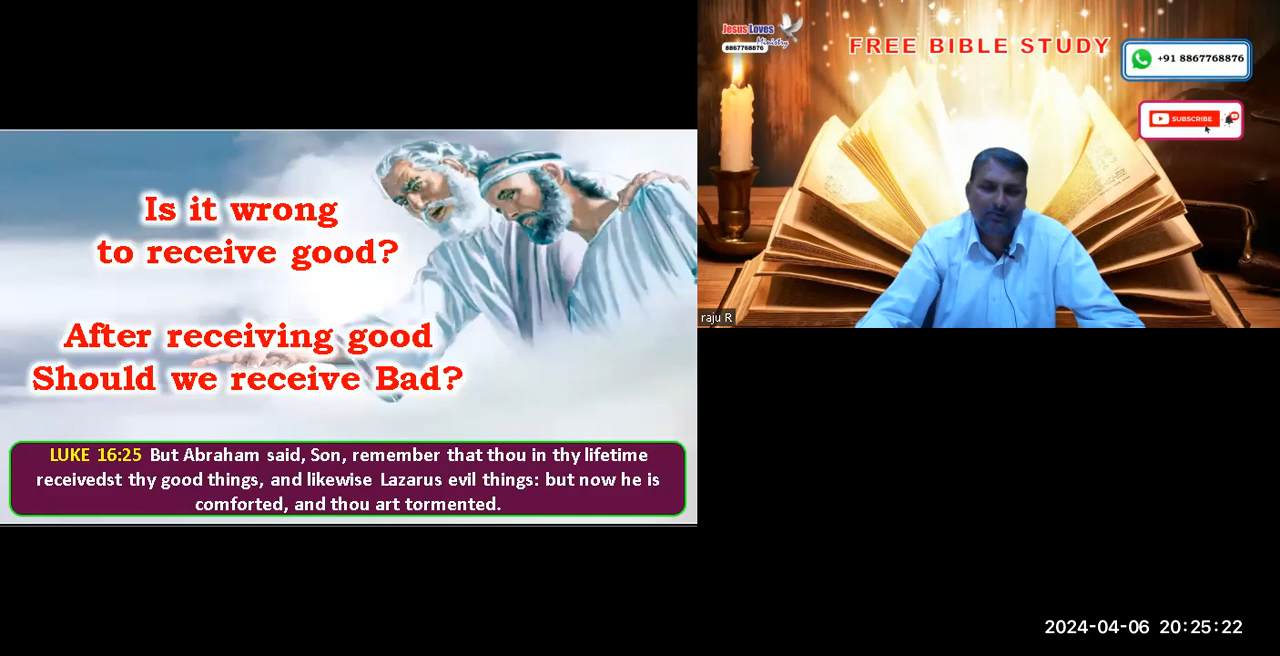 Is it wrong
to receive good?
After receiving good
Should we receive Bad?
LUKE 16:25 But Abraham said, Son, remember that thou in thy lifetime
receivedst thy good things, and likewise Lazarus evil things: but now he is
comforted, and thou art tormented.
Jesus Loves
Ministry
8867768876
FREE BIBLE STUDY
+91 8867768876
SUBSCRIBE
raju R
2024-04-06 20:25:22